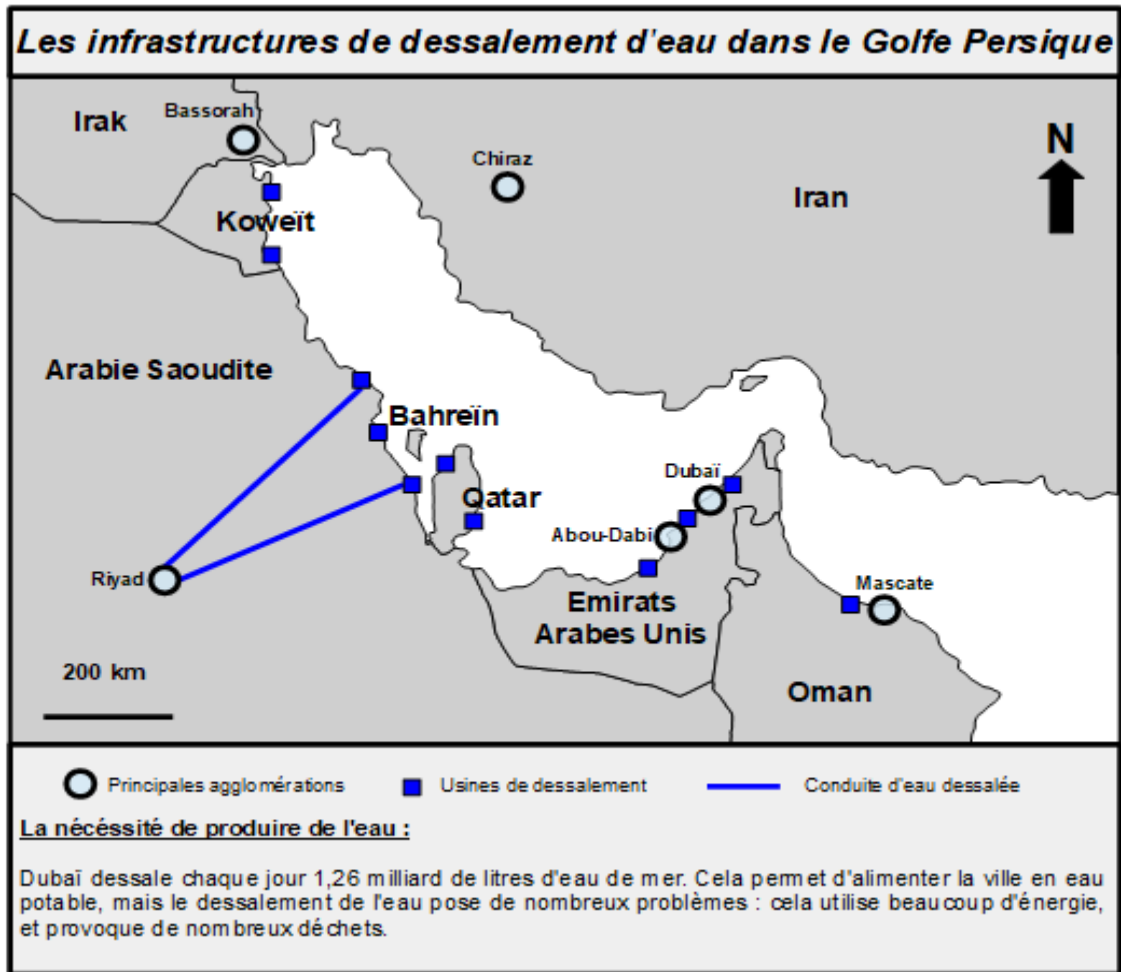 Les infrastructures de dessalement d'eau dans le Golfe Persique
Irak
Bassorah
Chiraz
N
Iran
Koweït
Arabie Saoudite
Bahreïn
Dubaï
Qatar
Abou-Dabi
Riyad
Mascate
Emirats
Arabes Unis
200 km
Oman
Principales agglomérations
Usines de dessalement
Conduite d'eau dessalée
La nécéssité de produire de l'eau :
Dubaï dessale chaque jour 1,26 milliard de litres d'eau de mer. Cela permet d'alimenter la ville en eau
potable, mais le dessalement de l'eau pose de nombreux problèmes : cela utilise beaucoup d'énergie,
et provoque de nombreux déchets.